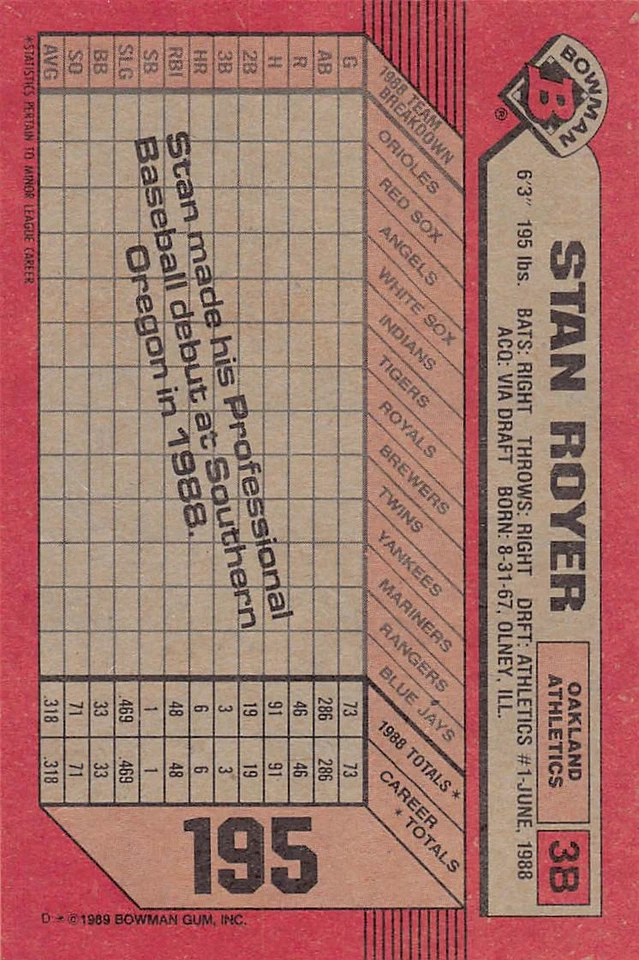 BOWMAN
B
®
STAN ROYER
OAKLAND
ATHLETICS
3B
6'3" 195 lbs. BATS: RIGHT THROWS: RIGHT DRFT: ATHLETICS #1-JUNE, 1988
ACQ: VIA DRAFT BORN: 8-31-67, OLNEY, ILL.
1988 TEAM
BREAKDOWN
ORIOLES
RED SOX
ANGELS
WHITE SOX
INDIANS
TIGERS
ROYALS
BREWERS
TWINS
YANKEES
MARINERS
RANGERS
BLUE JAYS
1988 TOTALS *
CAREER
* TOTALS
G 73 73
AB 286 286
R 46 46
H 91 91
2B 19 19
3B 3 3
HR 6 6
RBI 48 48
SB 1 1
SLG .469 .469
BB 33 33
SO 71 71
AVG .318 .318
Stan made his Professional
Baseball debut at Southern
Oregon in 1988.
195
*STATISTICS PERTAIN TO MINOR LEAGUE CAREER
D * ©1989 BOWMAN GUM, INC.